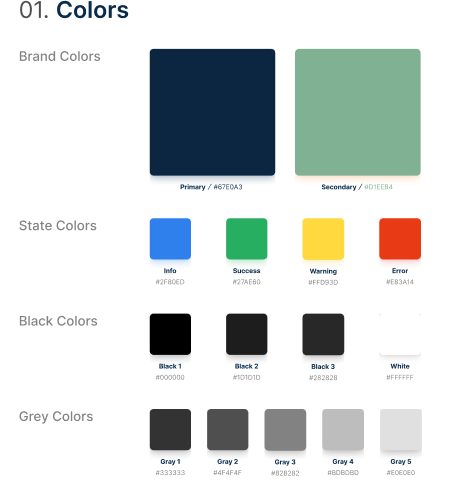 01. Colors
Brand Colors
Primary / #67E0A3
Secondary / #D1EEB4
State Colors
Info
Success
Warning
Error
#2F80ED
#27AE60
#FFD93D
#E83A14
Black Colors
Black 1
Black 2
Black 3
White
#000000
#1D1D1D
#282828
#FFFFFF
Grey Colors
Gray 1
Gray 2
Gray 3
Gray 4
Gray 5
#333333
#4F4F4F
#828282
#BDBDBD
#E0E0E0